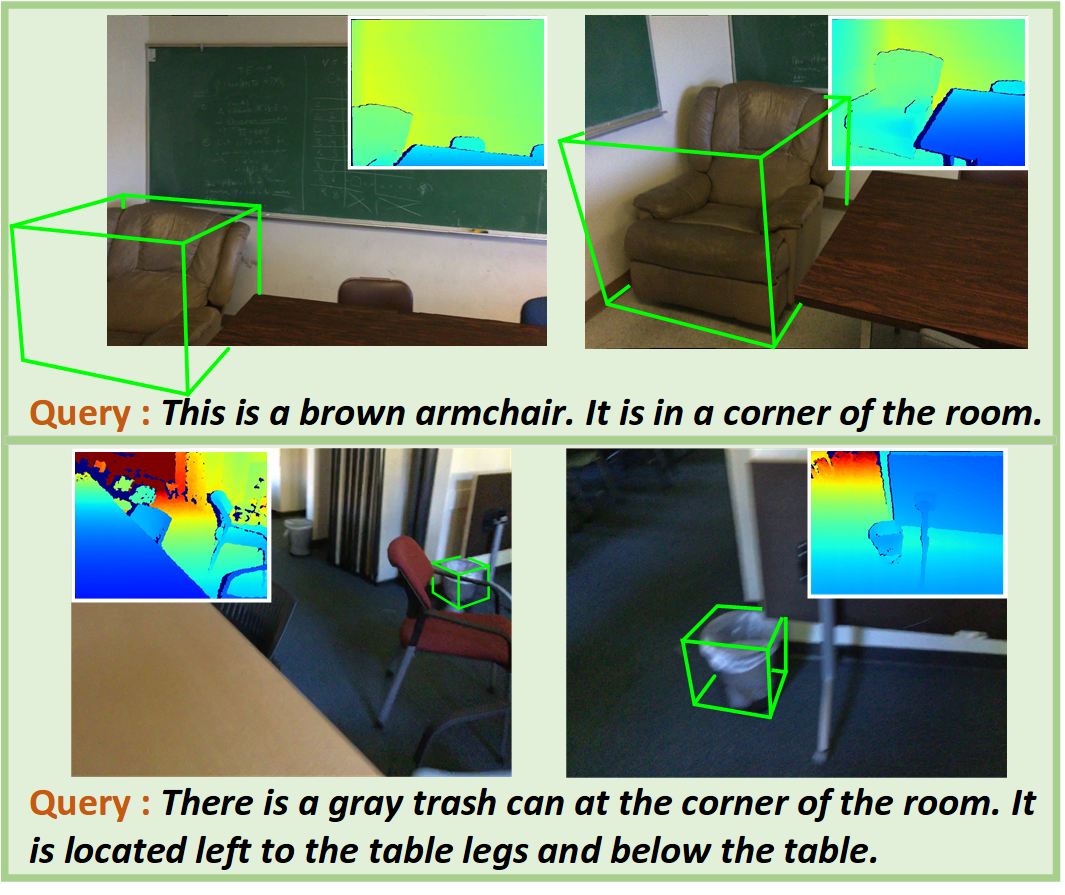 Query : This is a brown armchair. It is in a corner of the room.
Query : There is a gray trash can at the corner of the room. It
is located left to the table legs and below the table.